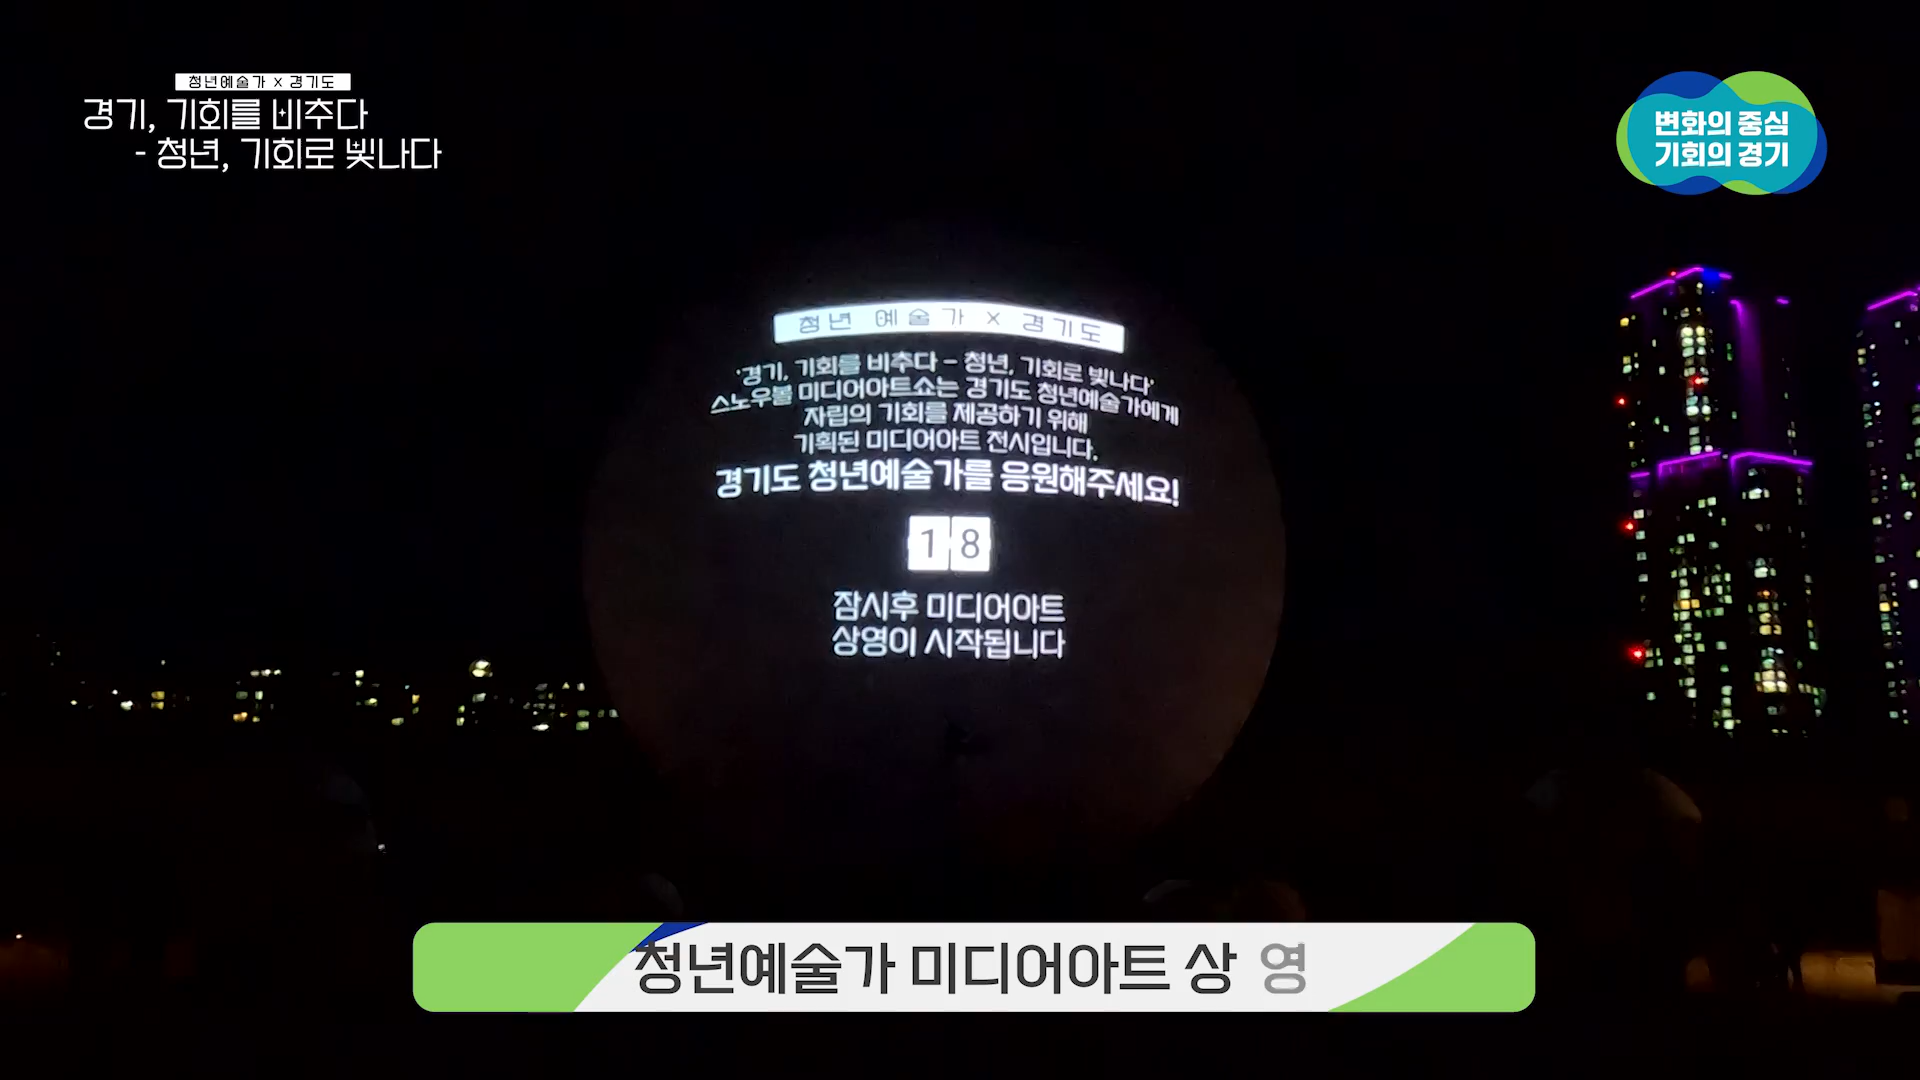 청년예술가 x 경기도
경기, 기회를 비추다
- 청년, 기회로 빛나다
변화의 중심
기회의 경기
청년 예술가 x 경기도
'경기, 기회를 비추다 - 청년, 기회로 빛나다'
스노우볼 미디어아트쇼는 경기도 청년예술가에게
자립의 기회를 제공하기 위해
기획된 미디어아트 전시입니다.
경기도 청년예술가를 응원해주세요!
18
잠시후 미디어아트
상영이 시작됩니다
청년예술가 미디어아트 상영